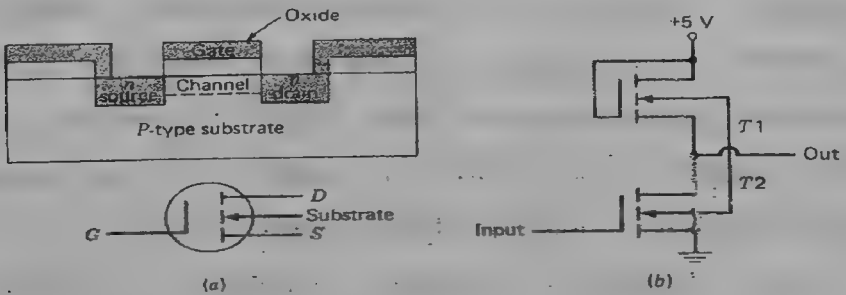 Oxide
Gate
n source
Channel
n drain
P-type substrate
D
Substrate
G
S
(a)
+5 V
T1
Out
T2
Input
(b)